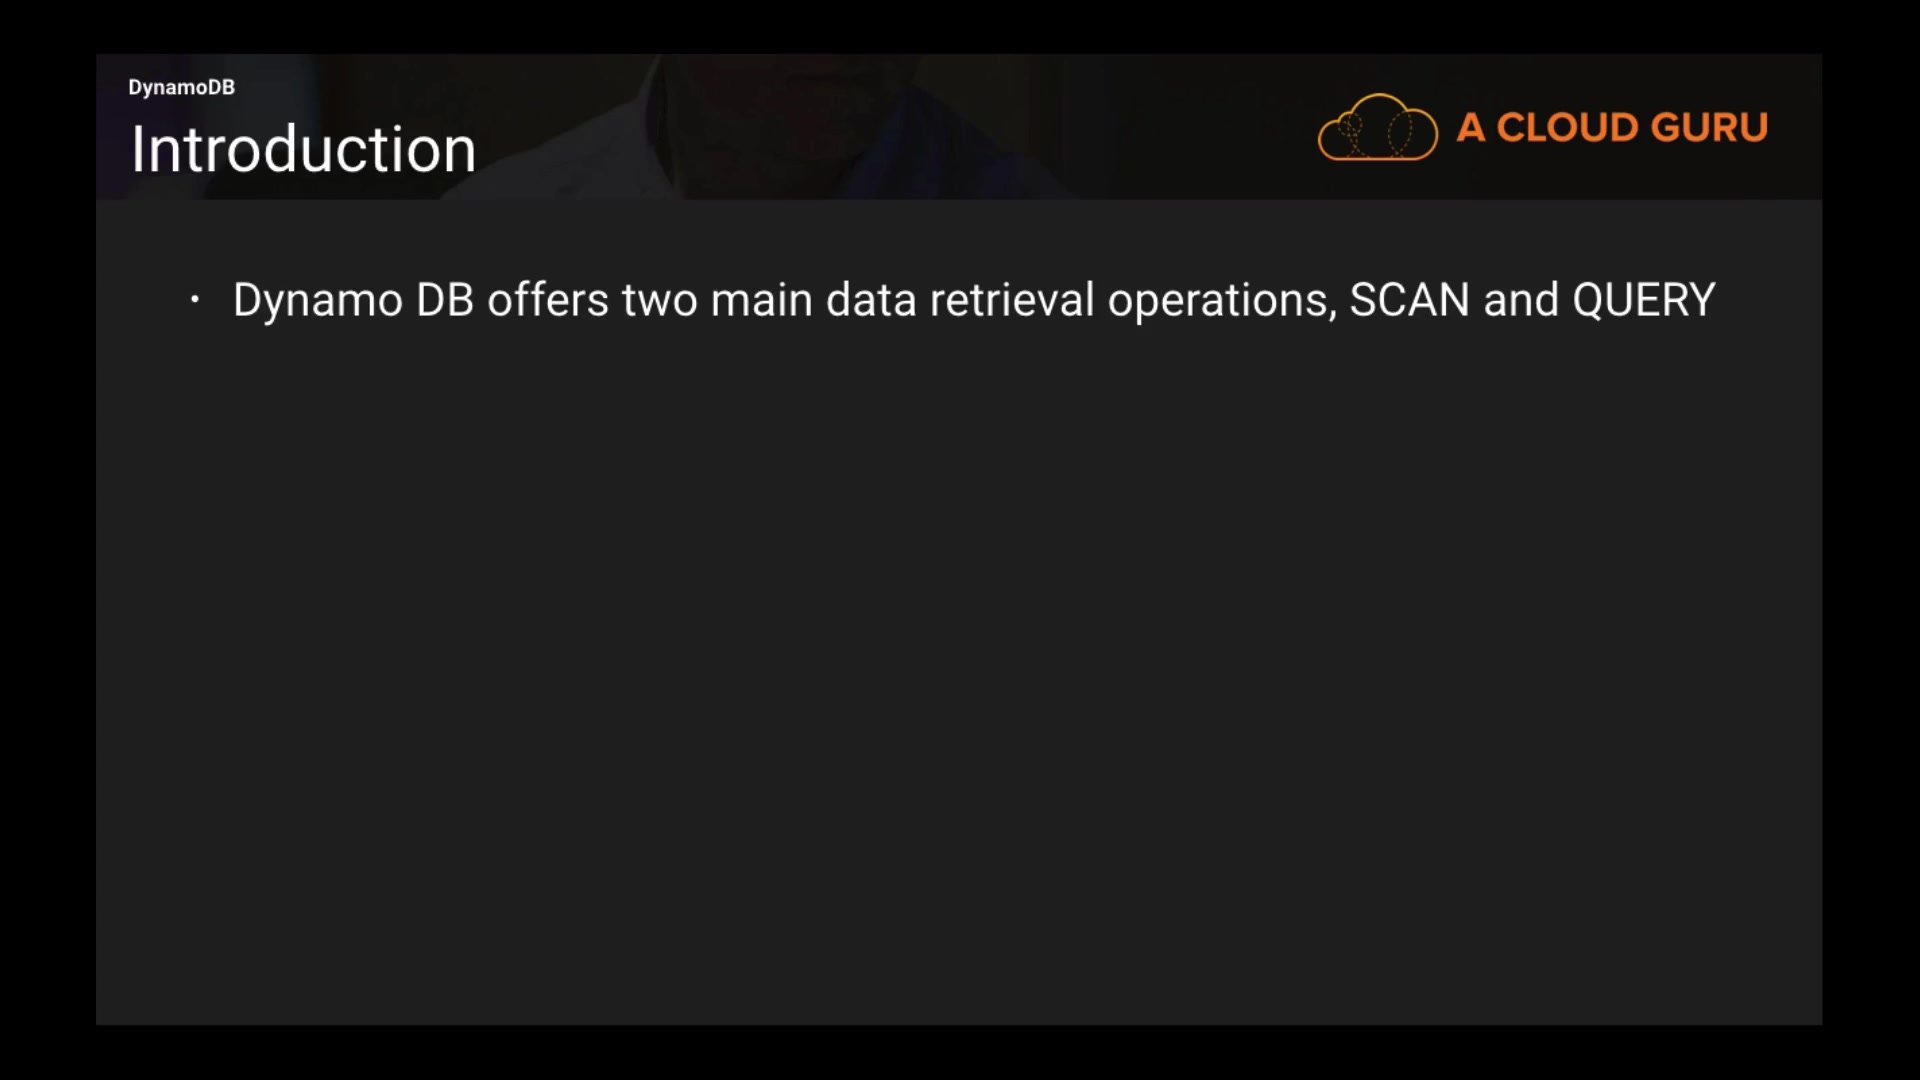 DynamoDB
Introduction
A CLOUD GURU
• Dynamo DB offers two main data retrieval operations, SCAN and QUERY